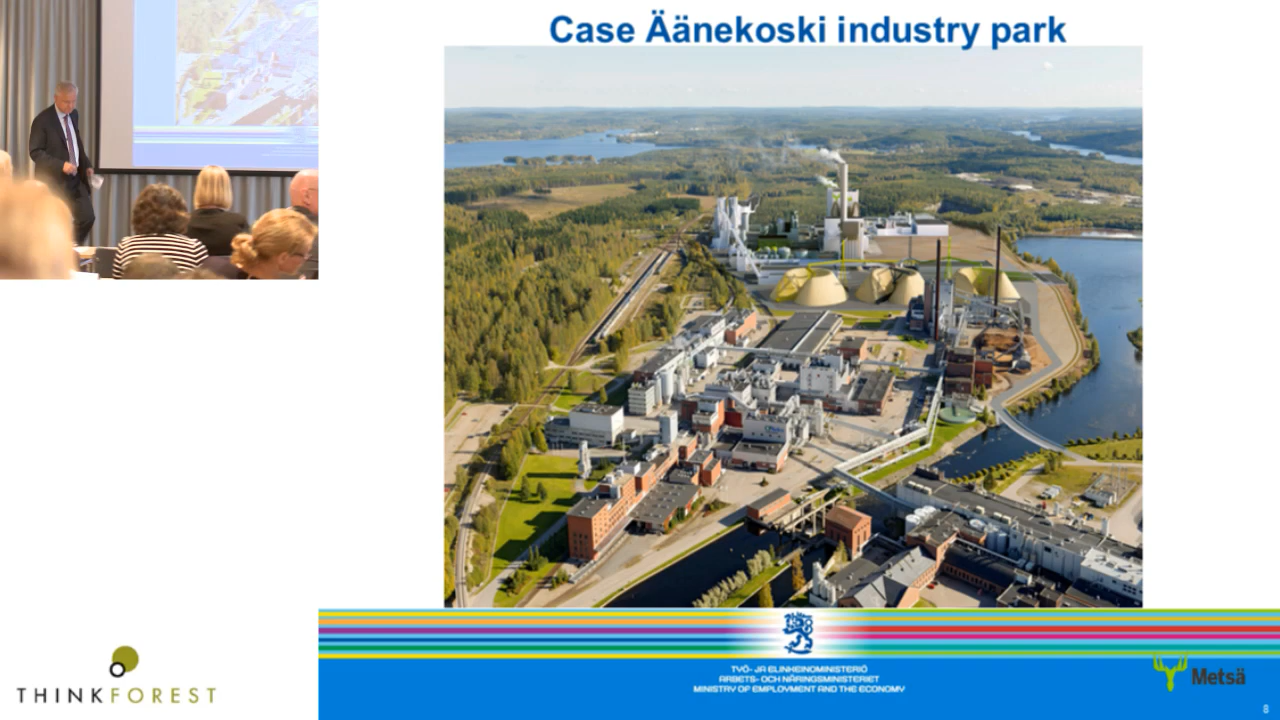 Case Äänekoski industry park
TYÖ- JA ELINKEINOMINISTERIÖ
ARBETS- OCH NÄRINGSMINISTERIET
MINISTRY OF EMPLOYMENT AND THE ECONOMY
Metsä
8
THINKFOREST